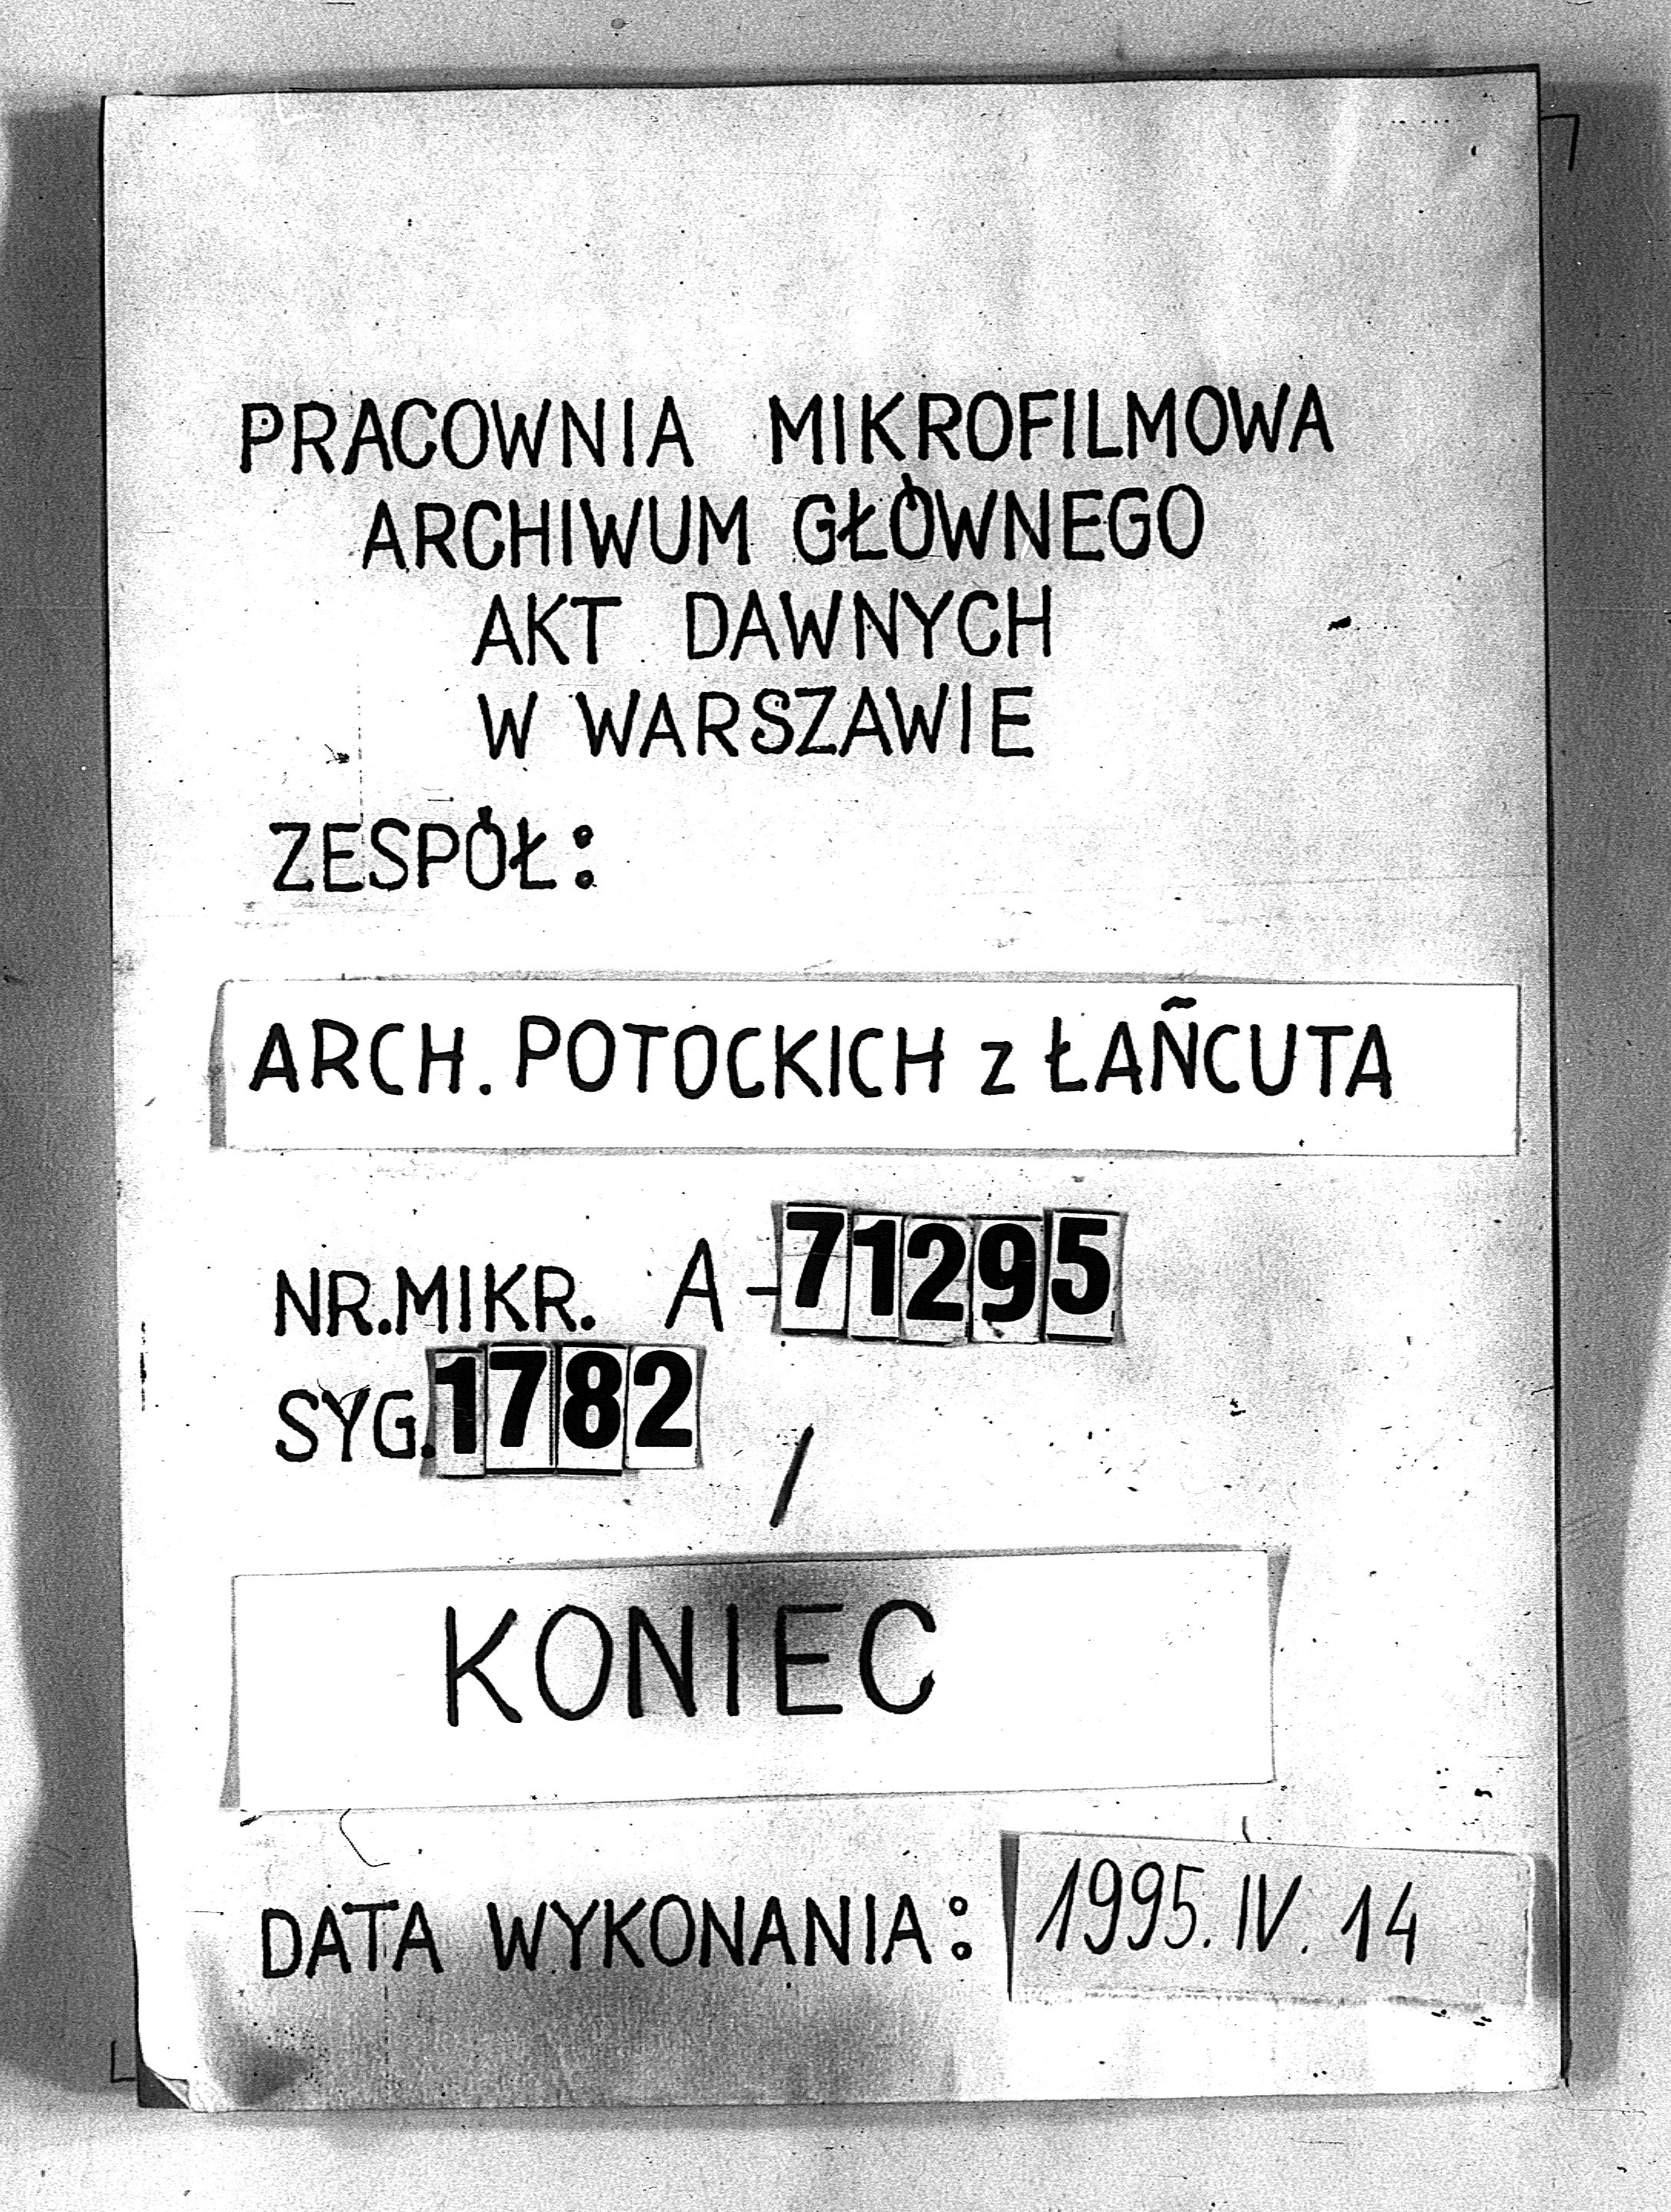 PRACOWNIA MIKROFILMOWA
ARCHIWUM GŁÓWNEGO
AKT DAWNYCH
W WARSZAWIE
ZESPÓŁ:
ARCH. POTOCKICH z ŁAŃCUTA
NR. MIKR. A-71295
SYG. 1782 /
KONIEC
DATA WYKONANIA: 1995. IV. 14